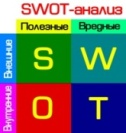 SWOT-анализ
Полезные Вредные
Внешние S W
Внутренние O T